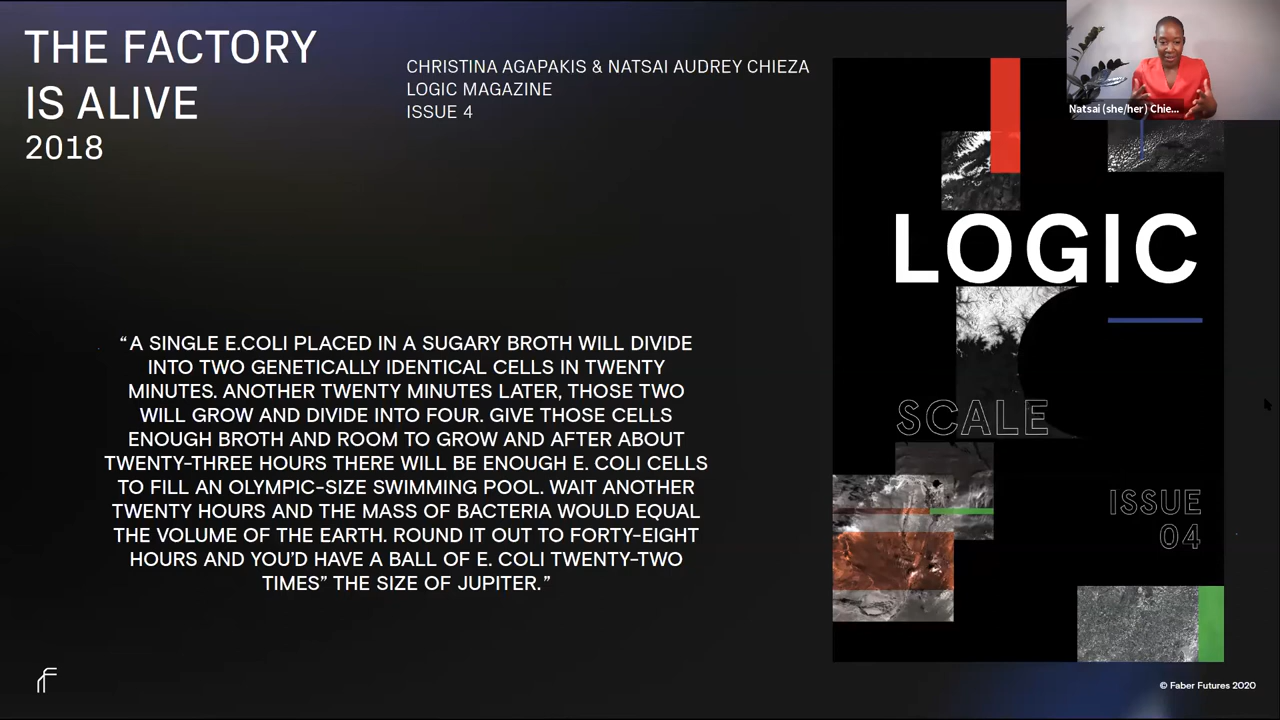 THE FACTORY
IS ALIVE
2018
CHRISTINA AGAPAKIS & NATSAI AUDREY CHIEZA
LOGIC MAGAZINE
ISSUE 4
Natsai (she/her) Chie...
LOGIC
SCALE
ISSUE
04
“A SINGLE E.COLI PLACED IN A SUGARY BROTH WILL DIVIDE
INTO TWO GENETICALLY IDENTICAL CELLS IN TWENTY
MINUTES. ANOTHER TWENTY MINUTES LATER, THOSE TWO
WILL GROW AND DIVIDE INTO FOUR. GIVE THOSE CELLS
ENOUGH BROTH AND ROOM TO GROW AND AFTER ABOUT
TWENTY-THREE HOURS THERE WILL BE ENOUGH E. COLI CELLS
TO FILL AN OLYMPIC-SIZE SWIMMING POOL. WAIT ANOTHER
TWENTY HOURS AND THE MASS OF BACTERIA WOULD EQUAL
THE VOLUME OF THE EARTH. ROUND IT OUT TO FORTY-EIGHT
HOURS AND YOU’D HAVE A BALL OF E. COLI TWENTY-TWO
TIMES” THE SIZE OF JUPITER.”
© Faber Futures 2020